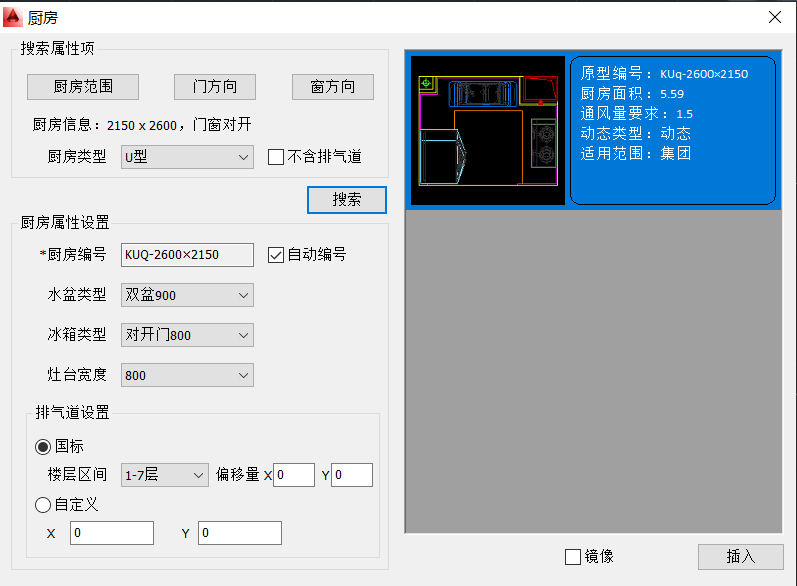 厨房
搜索属性项
厨房范围 门方向 窗方向
厨房信息：2150 x 2600，门窗对开
厨房类型 U型 不含排气道
搜索
厨房属性设置
*厨房编号 KUQ-2600×2150 自动编号
水盆类型 双盆900
冰箱类型 对开门800
灶台宽度 800
排气道设置
国标
楼层区间 1-7层 偏移量 X 0 Y 0
自定义
X 0 Y 0
原型编号：KUq-2600×2150
厨房面积：5.59
通风量要求：1.5
动态类型：动态
适用范围：集团
镜像 插入